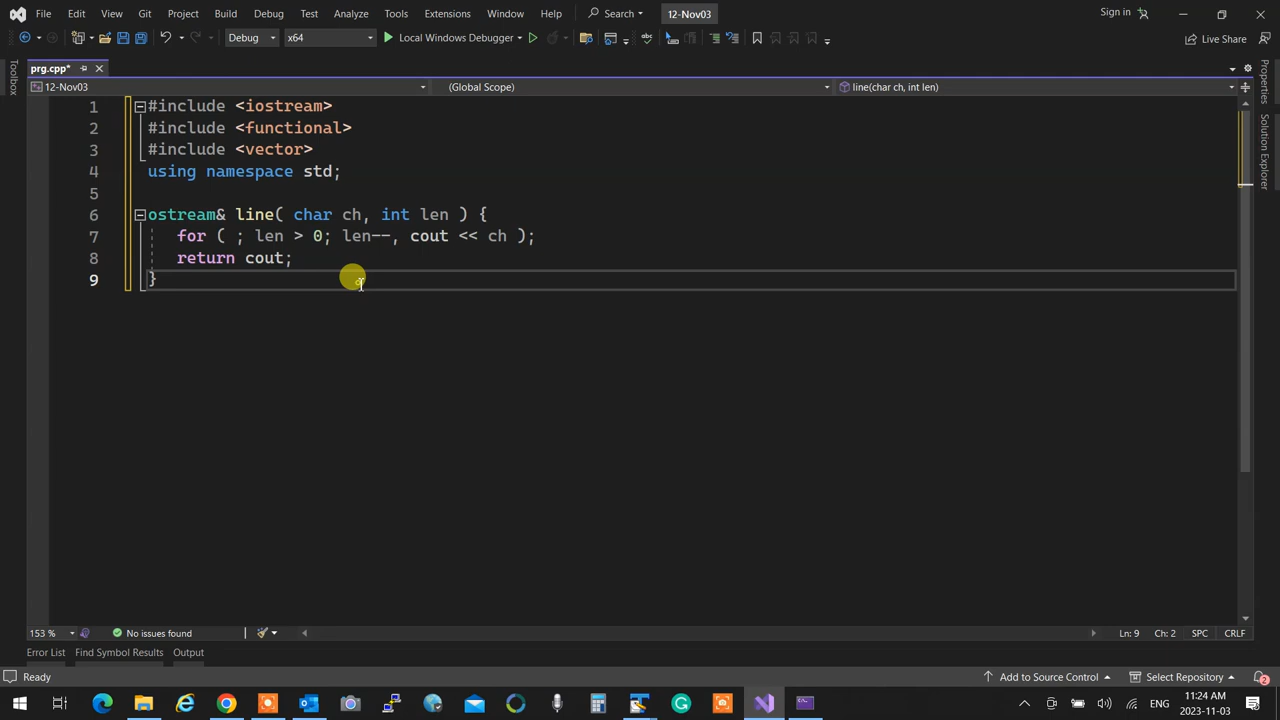 File Edit View Git Project Build Debug Test Analyze Tools Extensions Window Help Search 12-Nov03 Sign in
Debug x64 Local Windows Debugger Live Share
Toolbox
prg.cpp*
12-Nov03 (Global Scope) line(char ch, int len)
Properties
Solution Explorer
1 #include <iostream>
2 #include <functional>
3 #include <vector>
4 using namespace std;
5
6 ostream& line( char ch, int len ) {
7 for ( ; len > 0; len--, cout << ch );
8 return cout;
9 }
153 % No issues found Ln: 9 Ch: 2 SPC CRLF
Error List Find Symbol Results Output
Ready Add to Source Control Select Repository 2
ENG 11:24 AM
2023-11-03